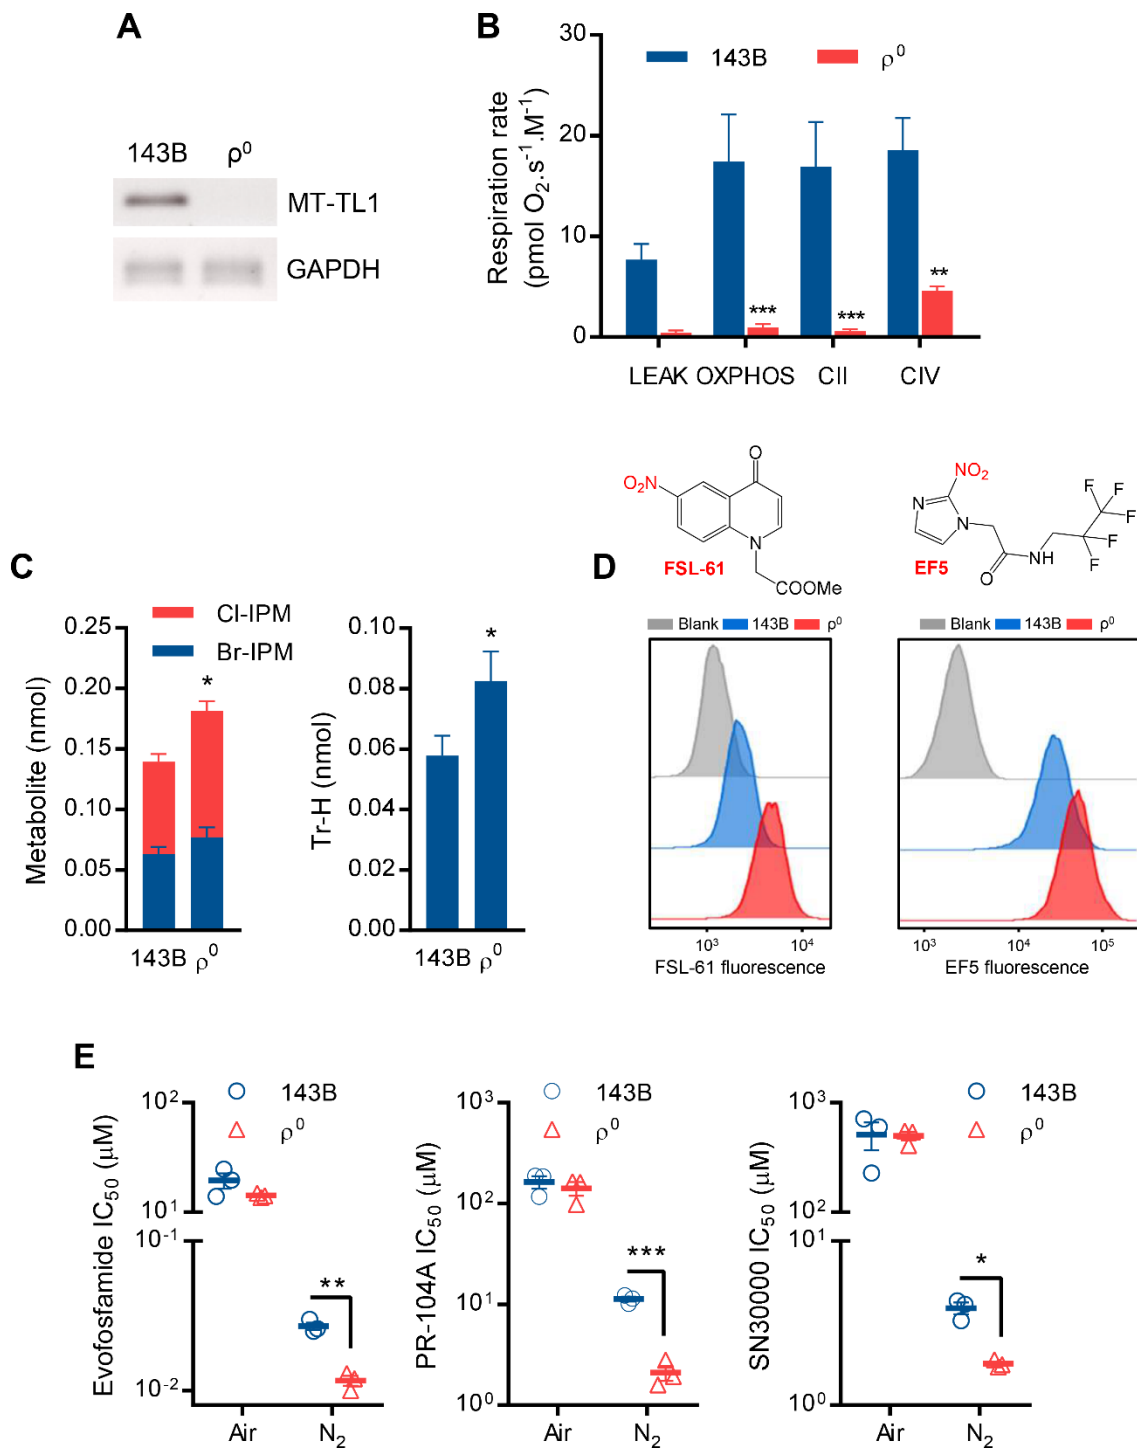 A
143B ρ⁰
MT-TL1
GAPDH
B
30
20
10
0
Respiration rate
(pmol O₂.s⁻¹.M⁻¹)
143B ρ⁰
*** *** **
LEAK OXPHOS CII CIV
C
Cl-IPM
Br-IPM
0.25
0.20
0.15
0.10
0.05
0.00
Metabolite (nmol)
*
143B ρ⁰
0.10
0.08
0.06
0.04
0.02
0.00
Tr-H (nmol)
*
143B ρ⁰
D
O₂N
O
N
COOMe
FSL-61
NO₂
N
N
O
NH
F
F
F
F
F
EF5
Blank 143B ρ⁰
10³ 10⁴
FSL-61 fluorescence
Blank 143B ρ⁰
10³ 10⁴ 10⁵
EF5 fluorescence
E
143B
ρ⁰
10²
10¹
10⁻¹
10⁻²
Evofosfamide IC₅₀ (μM)
**
Air N₂
143B
ρ⁰
10³
10²
10¹
10⁰
PR-104A IC₅₀ (μM)
***
Air N₂
143B
ρ⁰
10³
10²
10¹
10⁰
SN30000 IC₅₀ (μM)
*
Air N₂